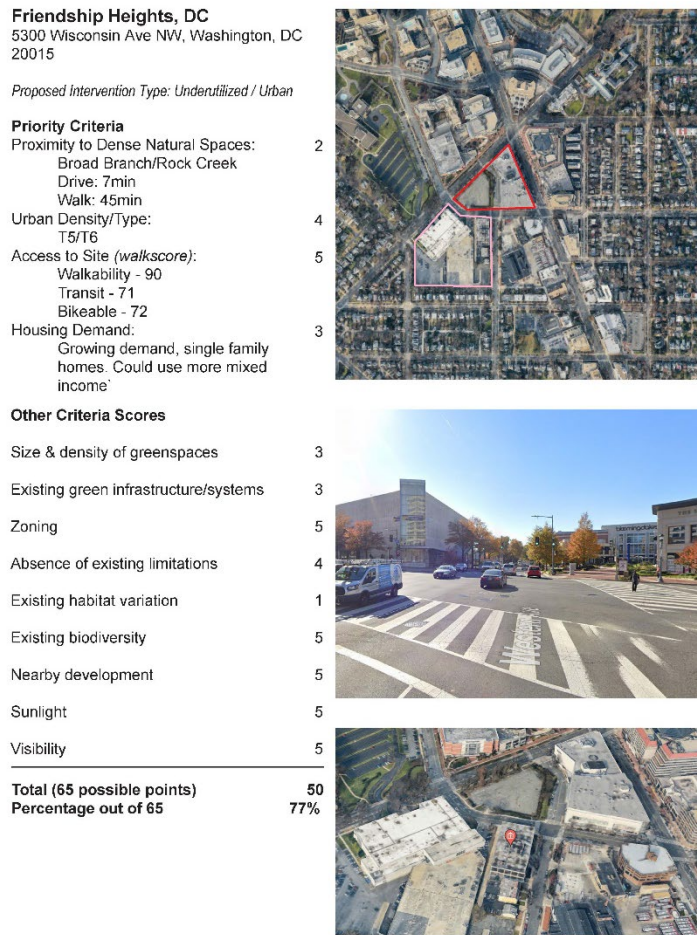 Friendship Heights, DC
5300 Wisconsin Ave NW, Washington, DC
20015
Proposed Intervention Type: Underutilized / Urban
Priority Criteria
Proximity to Dense Natural Spaces: 2
Broad Branch/Rock Creek
Drive: 7min
Walk: 45min
Urban Density/Type: 4
T5/T6
Access to Site (walkscore): 5
Walkability - 90
Transit - 71
Bikeable - 72
Housing Demand: 3
Growing demand, single family
homes. Could use more mixed
income`
Other Criteria Scores
Size & density of greenspaces 3
Existing green infrastructure/systems 3
Zoning 5
Absence of existing limitations 4
Existing habitat variation 1
Existing biodiversity 5
Nearby development 5
Sunlight 5
Visibility 5
Total (65 possible points) 50
Percentage out of 65 77%
bloomingdale's